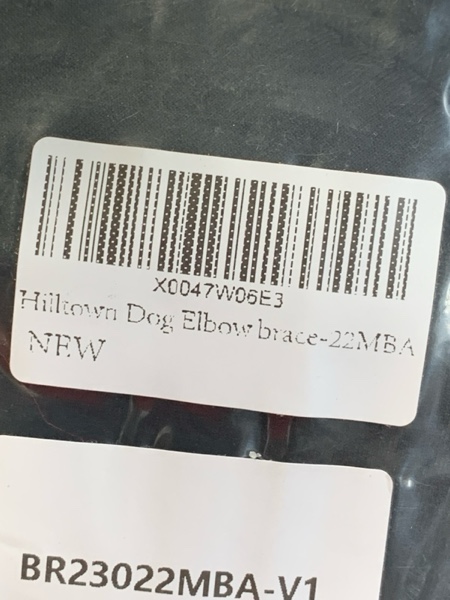 X0047W06E3
Hilltown Dog Elbow brace-22MBA
NEW
BR23022MBA-V1